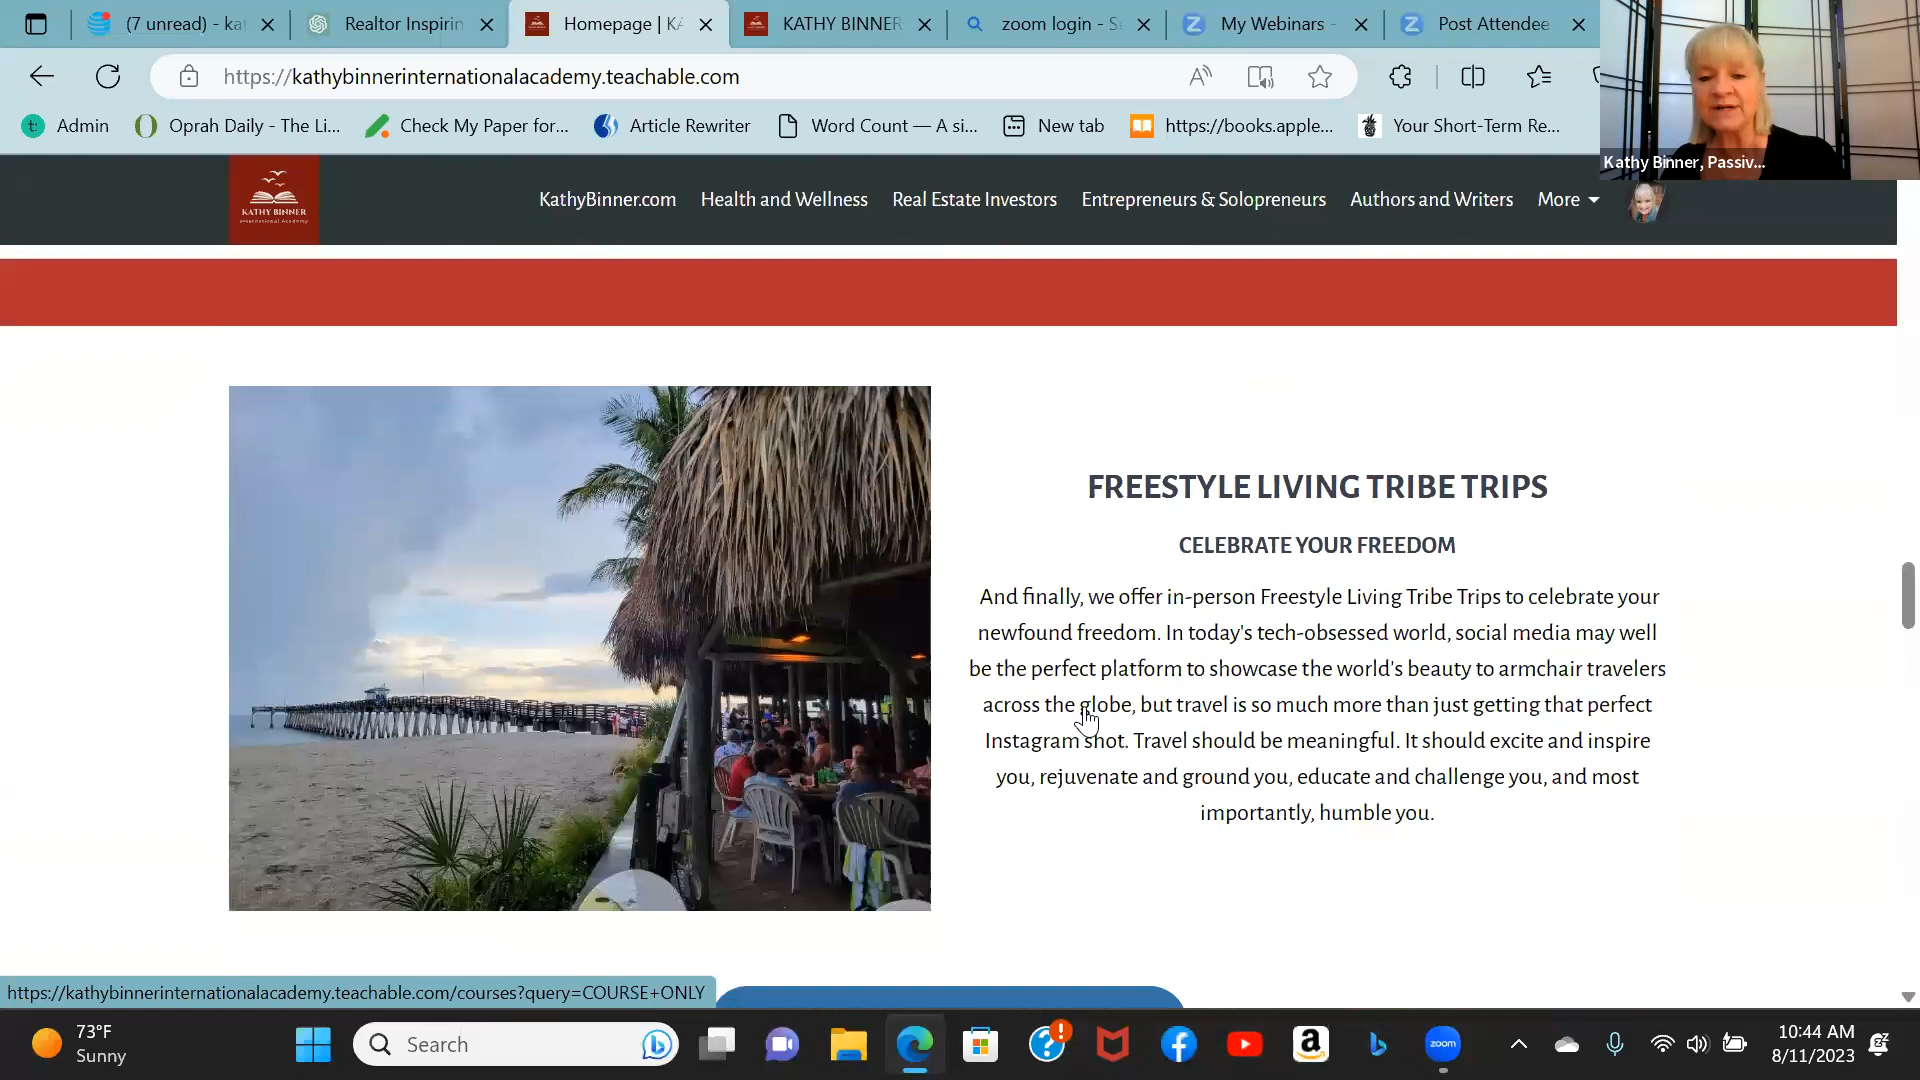 (7 unread) - ka
Realtor Inspirin
Homepage | KA
KATHY BINNER
zoom login - Se
My Webinars -
Post Attendee
https://kathybinnerinternationalacademy.teachable.com
Admin
Oprah Daily - The Li...
Check My Paper for...
Article Rewriter
Word Count — A si...
New tab
https://books.apple...
Your Short-Term Re...
Kathy Binner, Passiv...
KATHY BINNER
International Academy
KathyBinner.com
Health and Wellness
Real Estate Investors
Entrepreneurs & Solopreneurs
Authors and Writers
More
FREESTYLE LIVING TRIBE TRIPS
CELEBRATE YOUR FREEDOM
And finally, we offer in-person Freestyle Living Tribe Trips to celebrate your
newfound freedom. In today's tech-obsessed world, social media may well
be the perfect platform to showcase the world's beauty to armchair travelers
across the globe, but travel is so much more than just getting that perfect
Instagram shot. Travel should be meaningful. It should excite and inspire
you, rejuvenate and ground you, educate and challenge you, and most
importantly, humble you.
https://kathybinnerinternationalacademy.teachable.com/courses?query=COURSE+ONLY
73°F
Sunny
Search
zoom
10:44 AM
8/11/2023